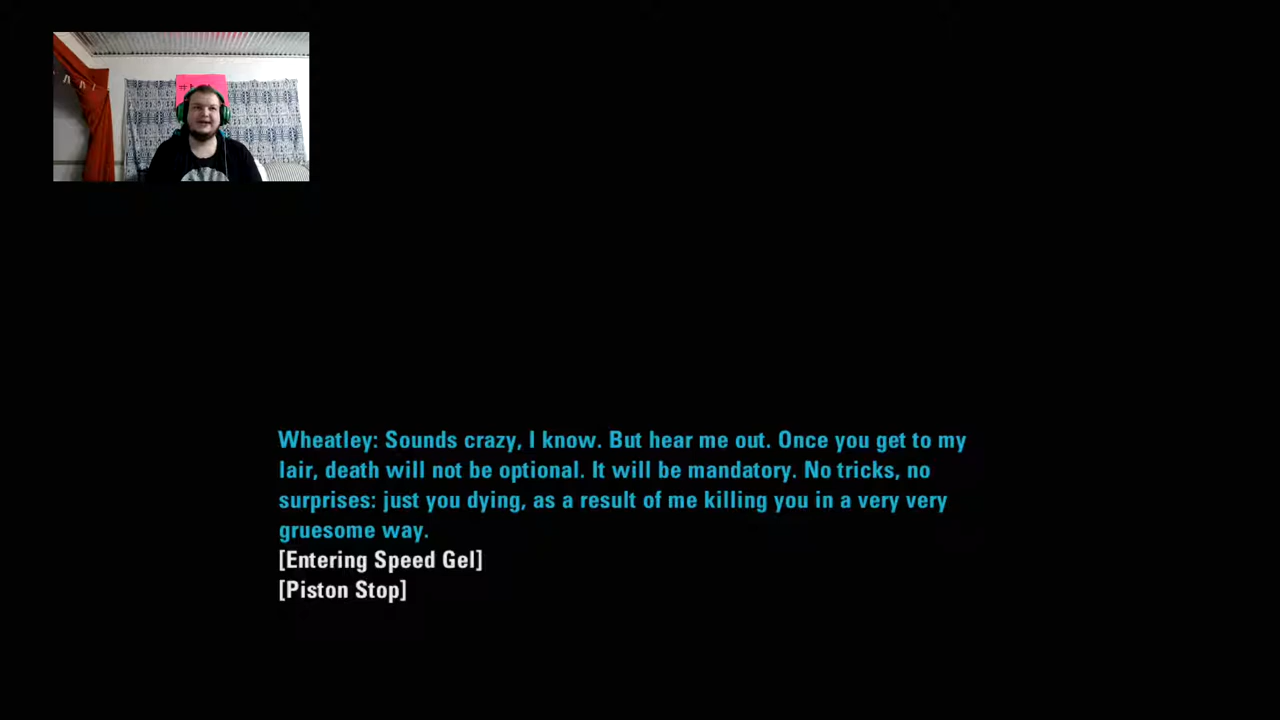 Wheatley: Sounds crazy, I know. But hear me out. Once you get to my
lair, death will not be optional. It will be mandatory. No tricks, no
surprises: just you dying, as a result of me killing you in a very very
gruesome way.
[Entering Speed Gel]
[Piston Stop]